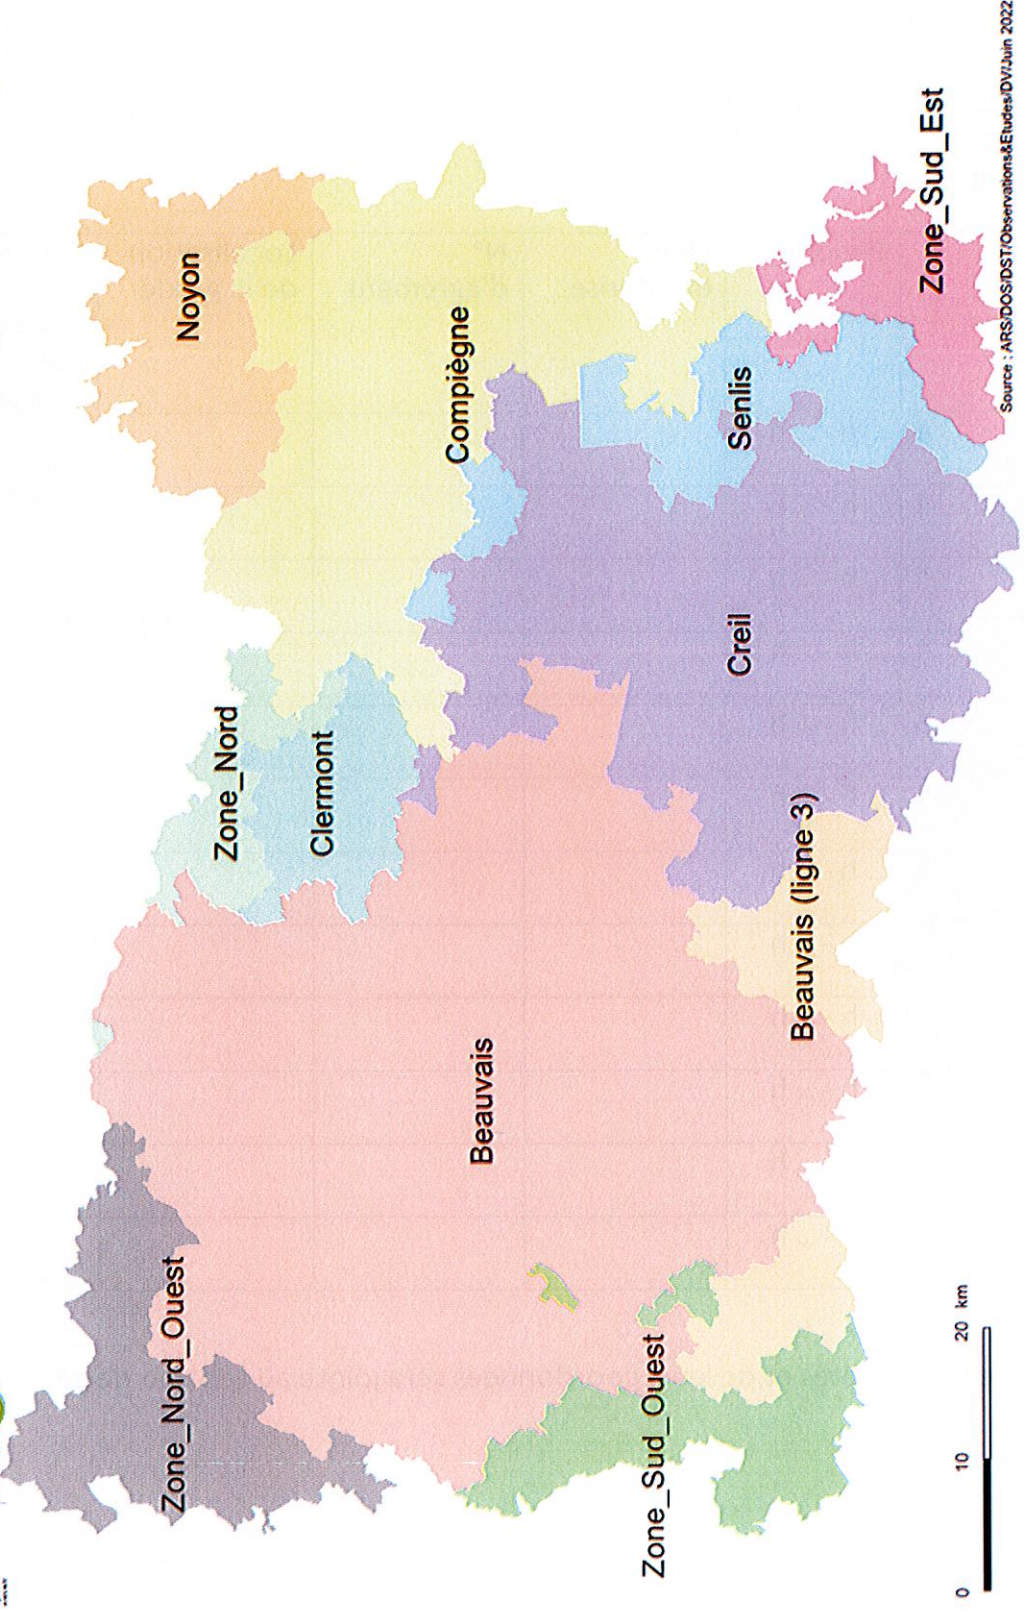 Zone_Nord_Ouest
Noyon
Zone_Nord
Clermont
Compiègne
Beauvais
Zone_Sud_Ouest
Creil
Senlis
Beauvais (ligne 3)
Zone_Sud_Est
0 10 20 km
Source : ARS/DOS/DST/Observations&Etudes/DV/Juin 2022